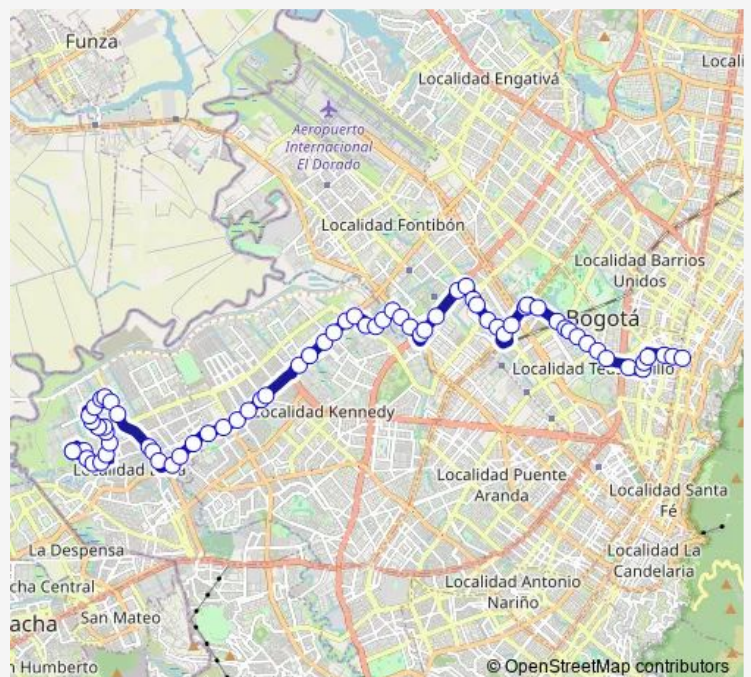 Funza
Localidad Engativá
Locali
Aeropuerto
Internacional
El Dorado
Localidad Fontibón
Localidad Barrios
Unidos
Bogotá
Localidad
Localidad Kennedy
Localidad
Localidad Puente
Aranda
Localidad Santa
Fé
La Despensa
Localidad La
Candelaria
cha Central
Localidad Antonio
Nariño
San Mateo
acha
n Humberto
© OpenStreetMap contributors